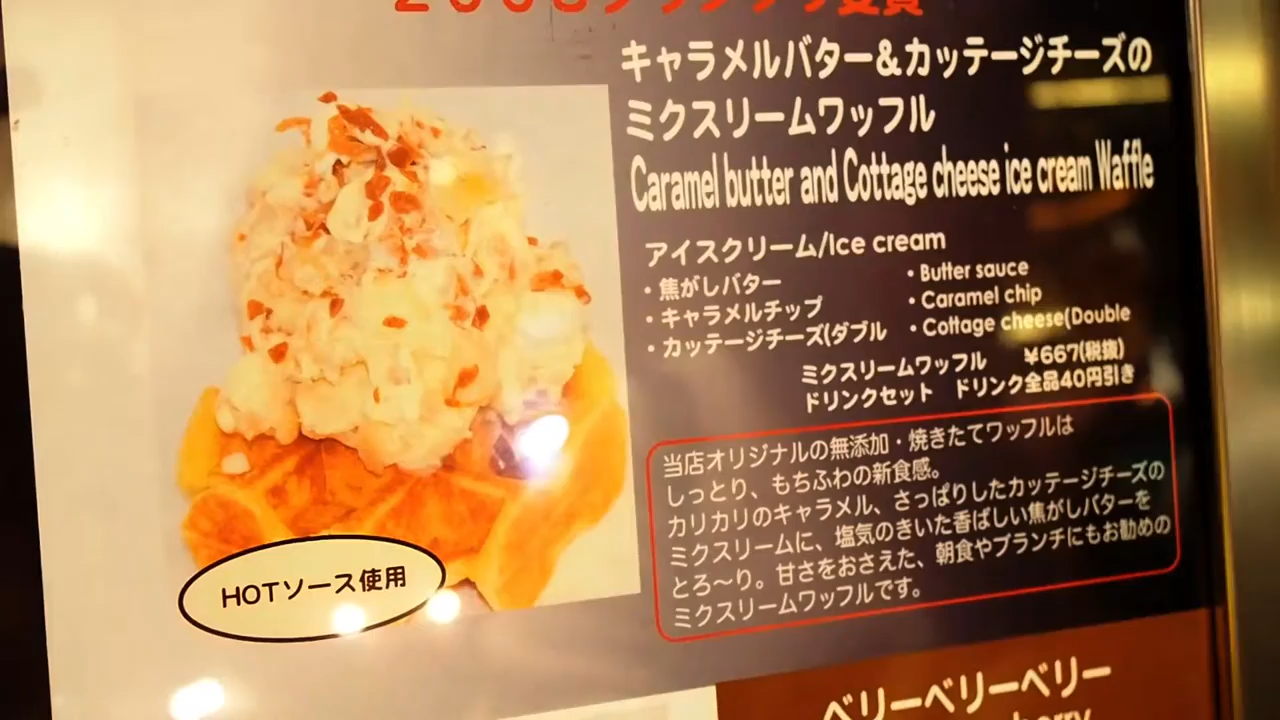 キャラメルバター&カッテージチーズの
ミクスリームワッフル
Caramel butter and Cottage cheese ice cream Waffle
アイスクリーム/Ice cream
・焦がしバター
・キャラメルチップ
・カッテージチーズ(ダブル
・Butter sauce
・Caramel chip
・Cottage cheese(Double
ミクスリームワッフル ¥667(税抜)
ドリンクセット ドリンク全品40円引き
当店オリジナルの無添加・焼きたてワッフルは
しっとり、もちふわの新食感。
カリカリのキャラメル、さっぱりしたカッテージチーズの
ミクスリームに、塩気のきいた香ばしい焦がしバターを
とろ〜り。甘さをおさえた、朝食やブランチにもお勧めの
ミクスリームワッフルです。
HOTソース使用
ベリーベリーベリー